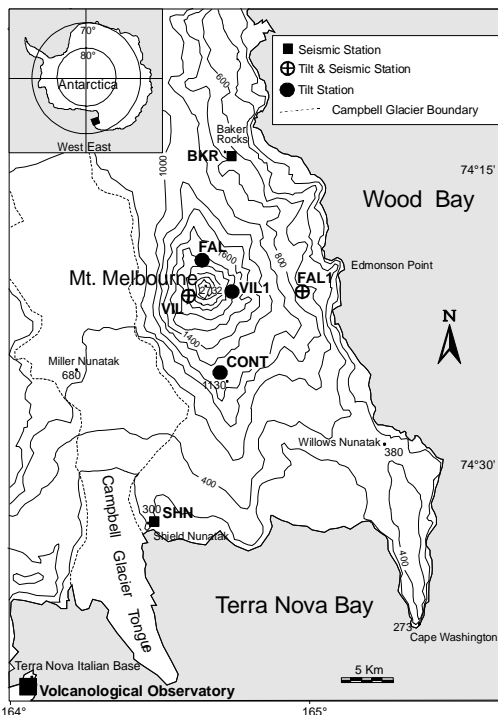 70°
80°
Antarctica
West East
Seismic Station
Tilt & Seismic Station
Tilt Station
Campbell Glacier Boundary
600
Baker
Rocks
BKR
1000
74°15'
Wood Bay
FAL
1600
800
Edmonson Point
Mt. Melbourne
2732
FAL1
VIL1
VIL
N
1400
Miller Nunatak
680
CONT
1130
Willows Nunatak
380
74°30'
400
Campbell Glacier Tongue
300
SHN
Shield Nunatak
400
Terra Nova Bay
273
Cape Washington
Terra Nova Italian Base
5 Km
Volcanological Observatory
164°
165°